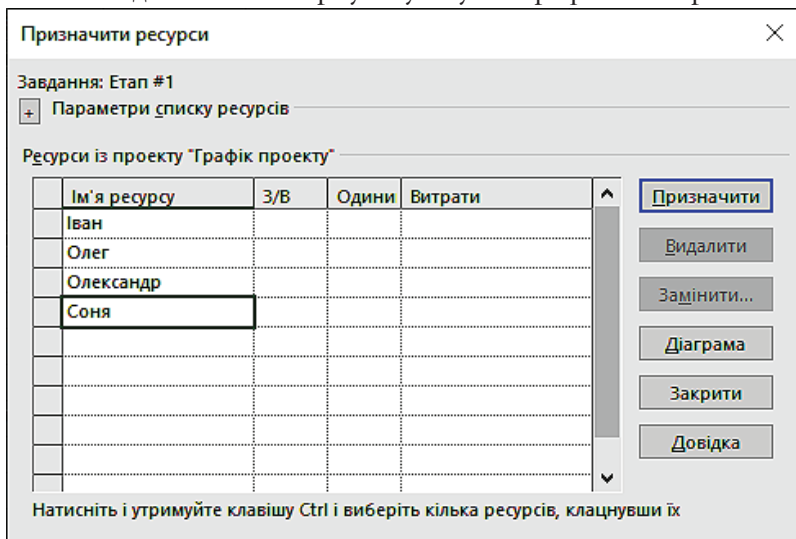 Призначити ресурси
Завдання: Етап #1
+ Параметри списку ресурсів
Ресурси із проекту "Графік проекту"
Ім'я ресурсу З/В Одини Витрати
Іван
Олег
Олександр
Соня
Призначити
Видалити
Замінити...
Діаграма
Закрити
Довідка
Натисніть і утримуйте клавішу Ctrl і виберіть кілька ресурсів, клацнувши їх